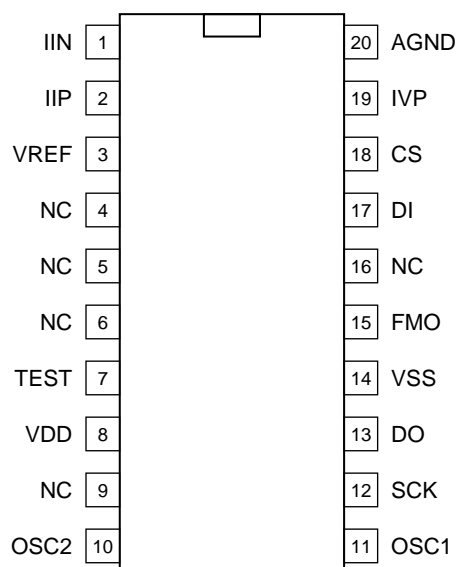 IIN 1 20 AGND
IIP 2 19 IVP
VREF 3 18 CS
NC 4 17 DI
NC 5 16 NC
NC 6 15 FMO
TEST 7 14 VSS
VDD 8 13 DO
NC 9 12 SCK
OSC2 10 11 OSC1